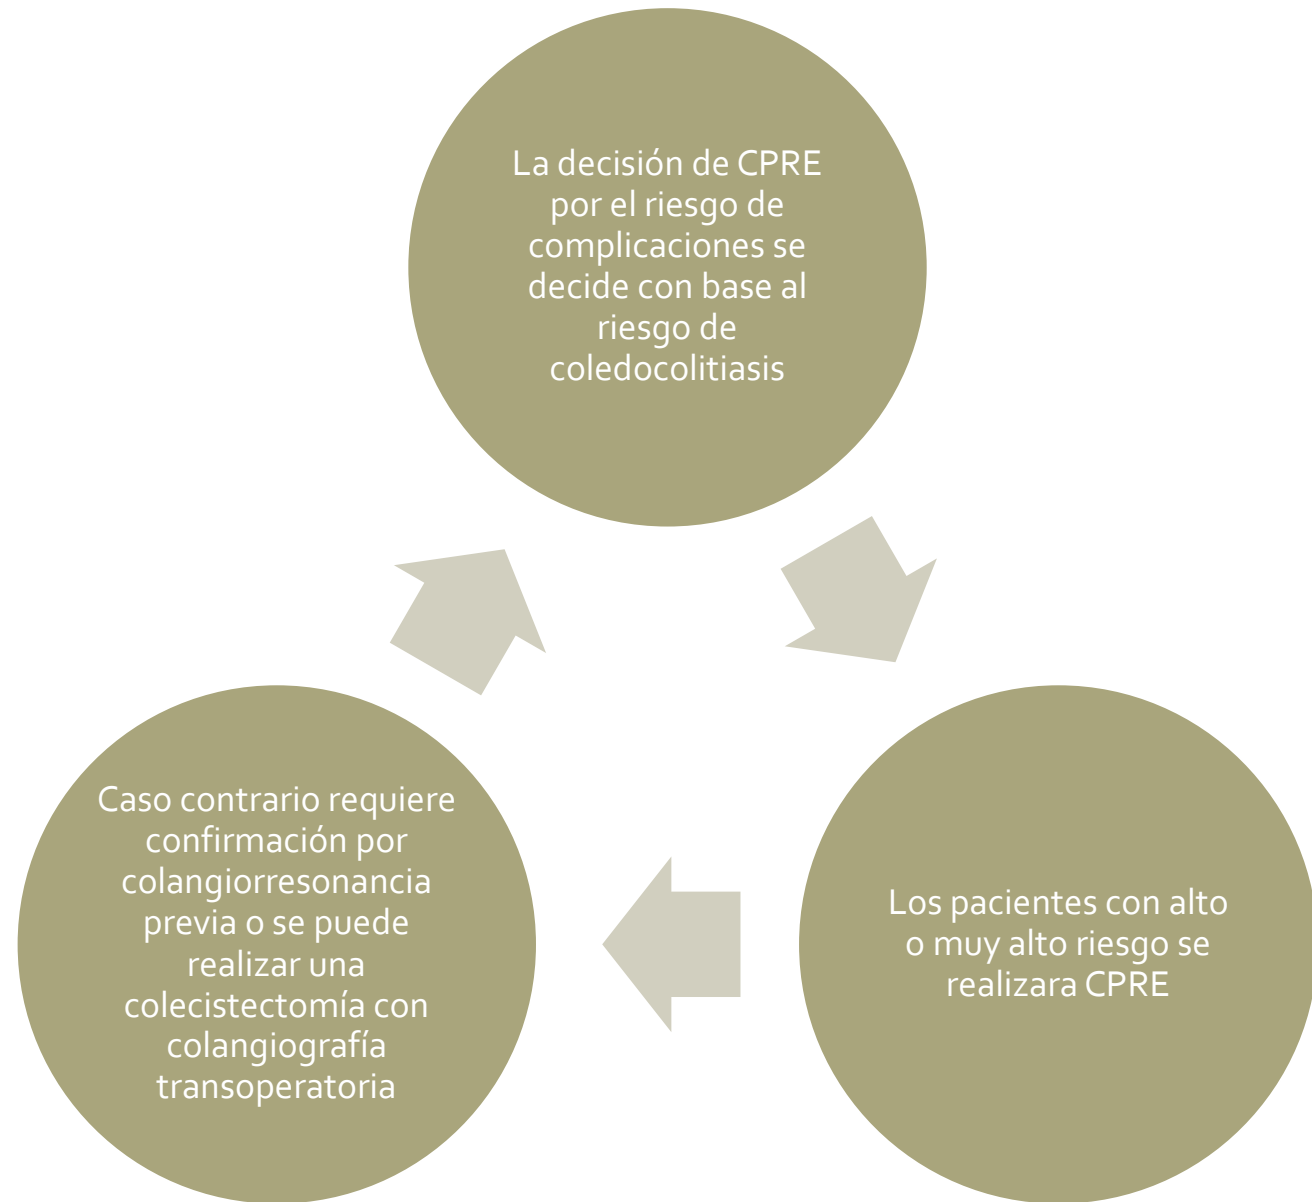 La decisión de CPRE
por el riesgo de
complicaciones se
decide con base al
riesgo de
coledocolitiasis
Los pacientes con alto
o muy alto riesgo se
realizara CPRE
Caso contrario requiere
confirmación por
colangiorresonancia
previa o se puede
realizar una
colecistectomía con
colangiografía
transoperatoria